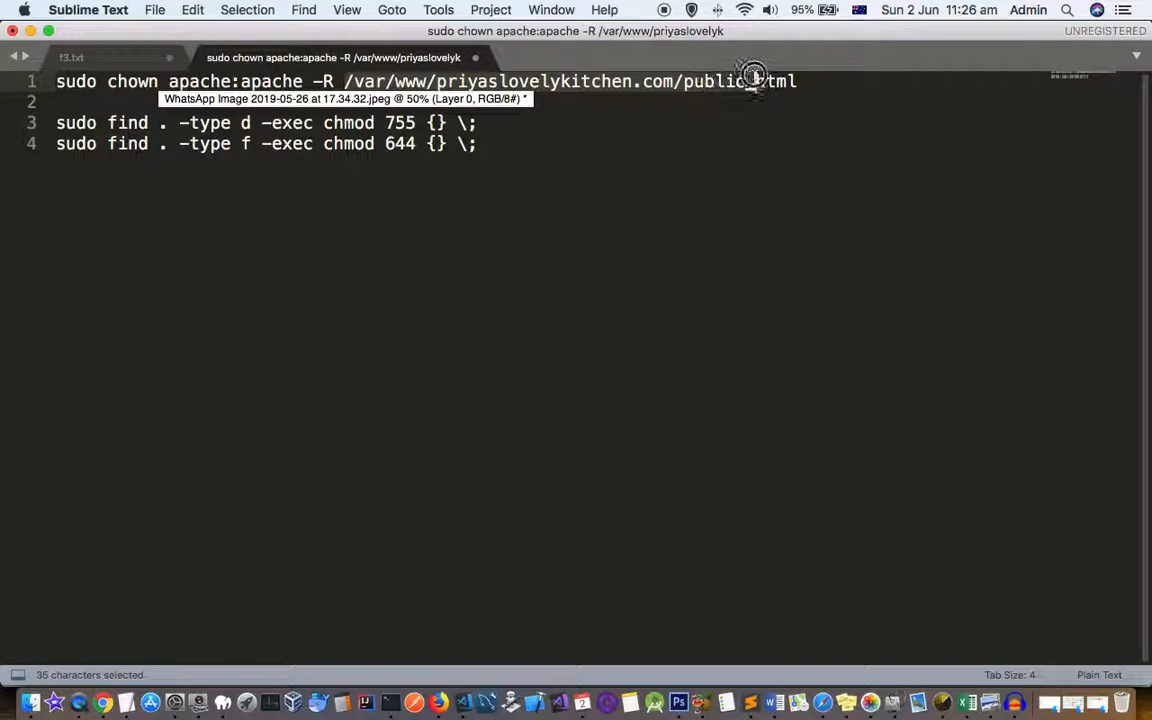 Sublime Text File Edit Selection Find View Goto Tools Project Window Help 95% Sun 2 Jun 11:26 am Admin
sudo chown apache:apache -R /var/www/priyaslovelyk
UNREGISTERED
f3.txt
sudo chown apache:apache -R /var/www/priyaslovelyk
1 sudo chown apache:apache -R /var/www/priyaslovelykitchen.com/public_html
2
WhatsApp Image 2019-05-26 at 17.34.32.jpeg @ 50% (Layer 0, RGB/8#) *
3 sudo find . -type d -exec chmod 755 {} \;
4 sudo find . -type f -exec chmod 644 {} \;
35 characters selected
Tab Size: 4
Plain Text